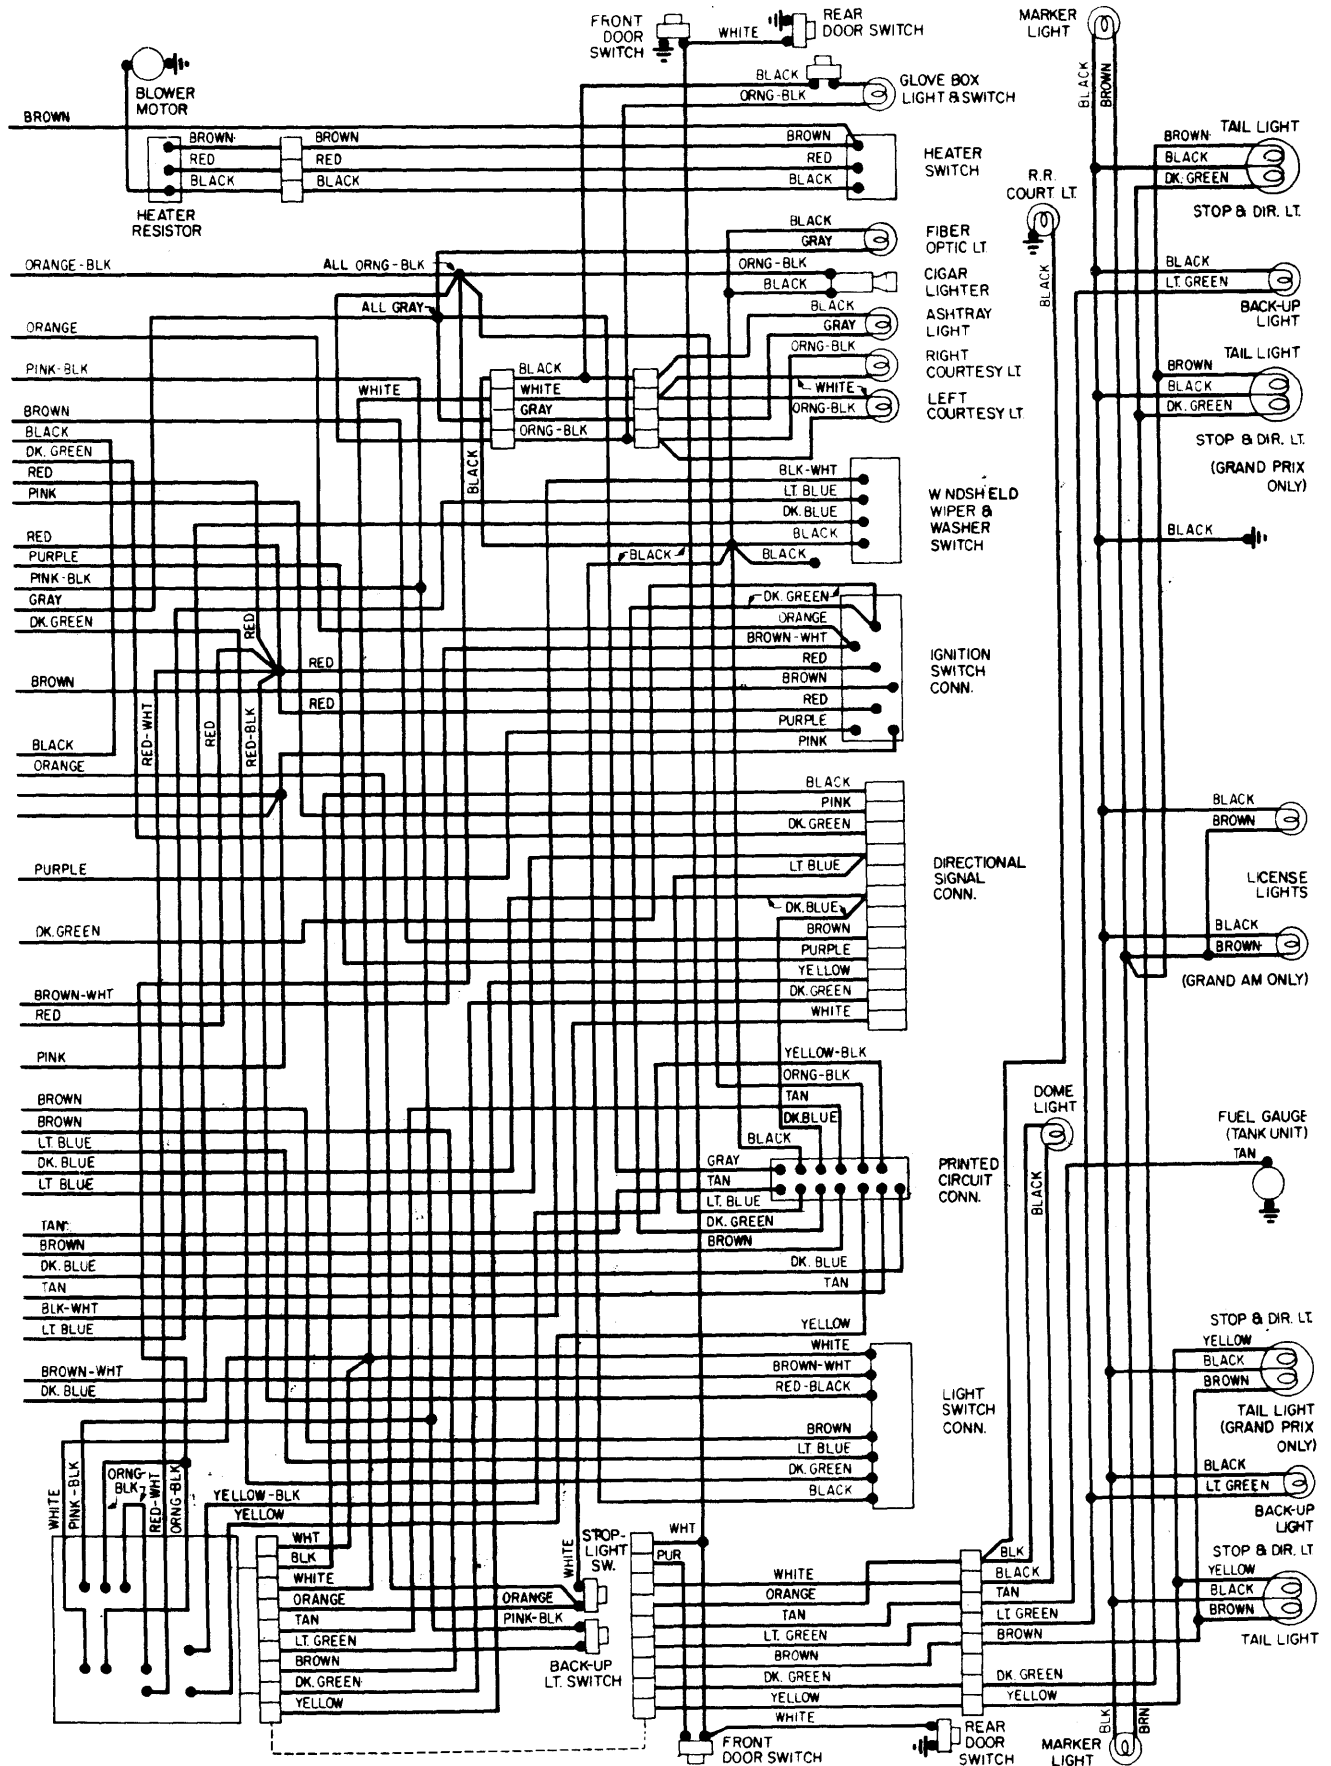 FRONT
DOOR
SWITCH
WHITE
REAR
DOOR SWITCH
MARKER
LIGHT
BLOWER
MOTOR
BLACK
ORNG-BLK
GLOVE BOX
LIGHT & SWITCH
BLACK
BROWN
BROWN
BROWN
RED
BLACK
BROWN
RED
BLACK
BROWN
RED
BLACK
HEATER
SWITCH
HEATER
RESISTOR
BROWN
BLACK
DK. GREEN
TAIL LIGHT
STOP & DIR. LT.
R.R.
COURT LT.
BLACK
BLACK
GRAY
FIBER
OPTIC LT.
ORANGE-BLK
ALL ORNG-BLK
ORNG-BLK
BLACK
CIGAR
LIGHTER
BLACK
LT. GREEN
BACK-UP
LIGHT
ALL GRAY
BLACK
GRAY
ASHTRAY
LIGHT
ORANGE
ORNG-BLK
RIGHT
COURTESY LT.
PINK-BLK
WHITE
BLACK
WHITE
GRAY
ORNG-BLK
WHITE
ORNG-BLK
LEFT
COURTESY LT.
TAIL LIGHT
BROWN
BLACK
DK. GREEN
STOP & DIR. LT.
(GRAND PRIX
ONLY)
BROWN
BLACK
DK. GREEN
RED
PINK
BLACK
BLK-WHT
LT. BLUE
DK. BLUE
BLACK
W NDSHIELD
WIPER &
WASHER
SWITCH
BLACK
BLACK
BLACK
RED
PURPLE
PINK-BLK
GRAY
DK. GREEN
RED
DK. GREEN
ORANGE
BROWN-WHT
RED
BROWN
RED
PURPLE
PINK
IGNITION
SWITCH
CONN.
RED
RED
BROWN
RED-WHT
RED
RED-BLK
BLACK
ORANGE
BLACK
PINK
DK. GREEN
LT. BLUE
DK. BLUE
BROWN
PURPLE
YELLOW
DK. GREEN
WHITE
DIRECTIONAL
SIGNAL
CONN.
BLACK
BROWN
LICENSE
LIGHTS
BLACK
BROWN
(GRAND AM ONLY)
PURPLE
DK. GREEN
BROWN-WHT
RED
PINK
YELLOW-BLK
ORNG-BLK
TAN
DK. BLUE
BLACK
GRAY
TAN
LT. BLUE
DK. GREEN
BROWN
DK. BLUE
TAN
PRINTED
CIRCUIT
CONN.
DOME
LIGHT
BLACK
FUEL GAUGE
(TANK UNIT)
TAN
BROWN
BROWN
LT. BLUE
DK. BLUE
LT. BLUE
TAN
BROWN
DK. BLUE
TAN
BLK-WHT
LT. BLUE
BROWN-WHT
DK. BLUE
YELLOW
WHITE
BROWN-WHT
RED-BLACK
BROWN
LT. BLUE
DK. GREEN
BLACK
LIGHT
SWITCH
CONN.
STOP & DIR. LT.
YELLOW
BLACK
BROWN
TAIL LIGHT
(GRAND PRIX
ONLY)
BLACK
LT. GREEN
BACK-UP
LIGHT
WHITE
PINK-BLK
ORNG-
BLK
RED-WHT
ORNG-BLK
YELLOW-BLK
YELLOW
WHT
BLK
WHITE
ORANGE
TAN
LT. GREEN
BROWN
DK. GREEN
YELLOW
WHITE
STOP-
LIGHT
SW.
ORANGE
PINK-BLK
BACK-UP
LT. SWITCH
WHT
PUR
WHITE
ORANGE
TAN
LT. GREEN
BROWN
DK. GREEN
YELLOW
WHITE
BLK
BLACK
TAN
LT. GREEN
BROWN
DK. GREEN
YELLOW
STOP & DIR. LT.
YELLOW
BLACK
BROWN
TAIL LIGHT
FRONT
DOOR SWITCH
REAR
DOOR
SWITCH
BLK
BRN
MARKER
LIGHT